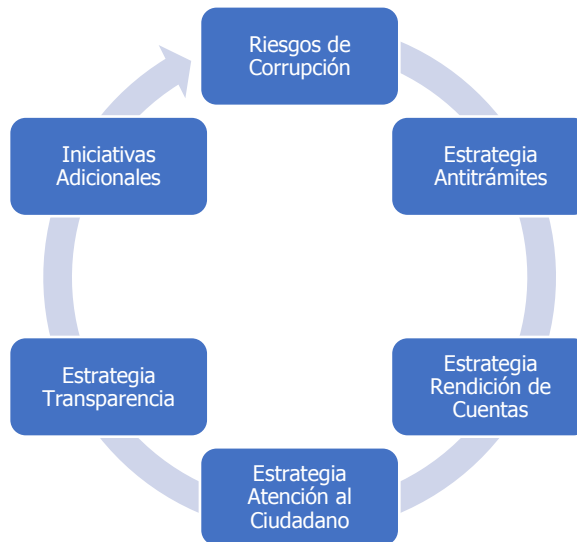 Riesgos de
Corrupción
Estrategia
Antitrámites
Estrategia
Rendición de
Cuentas
Estrategia
Atención al
Ciudadano
Estrategia
Transparencia
Iniciativas
Adicionales